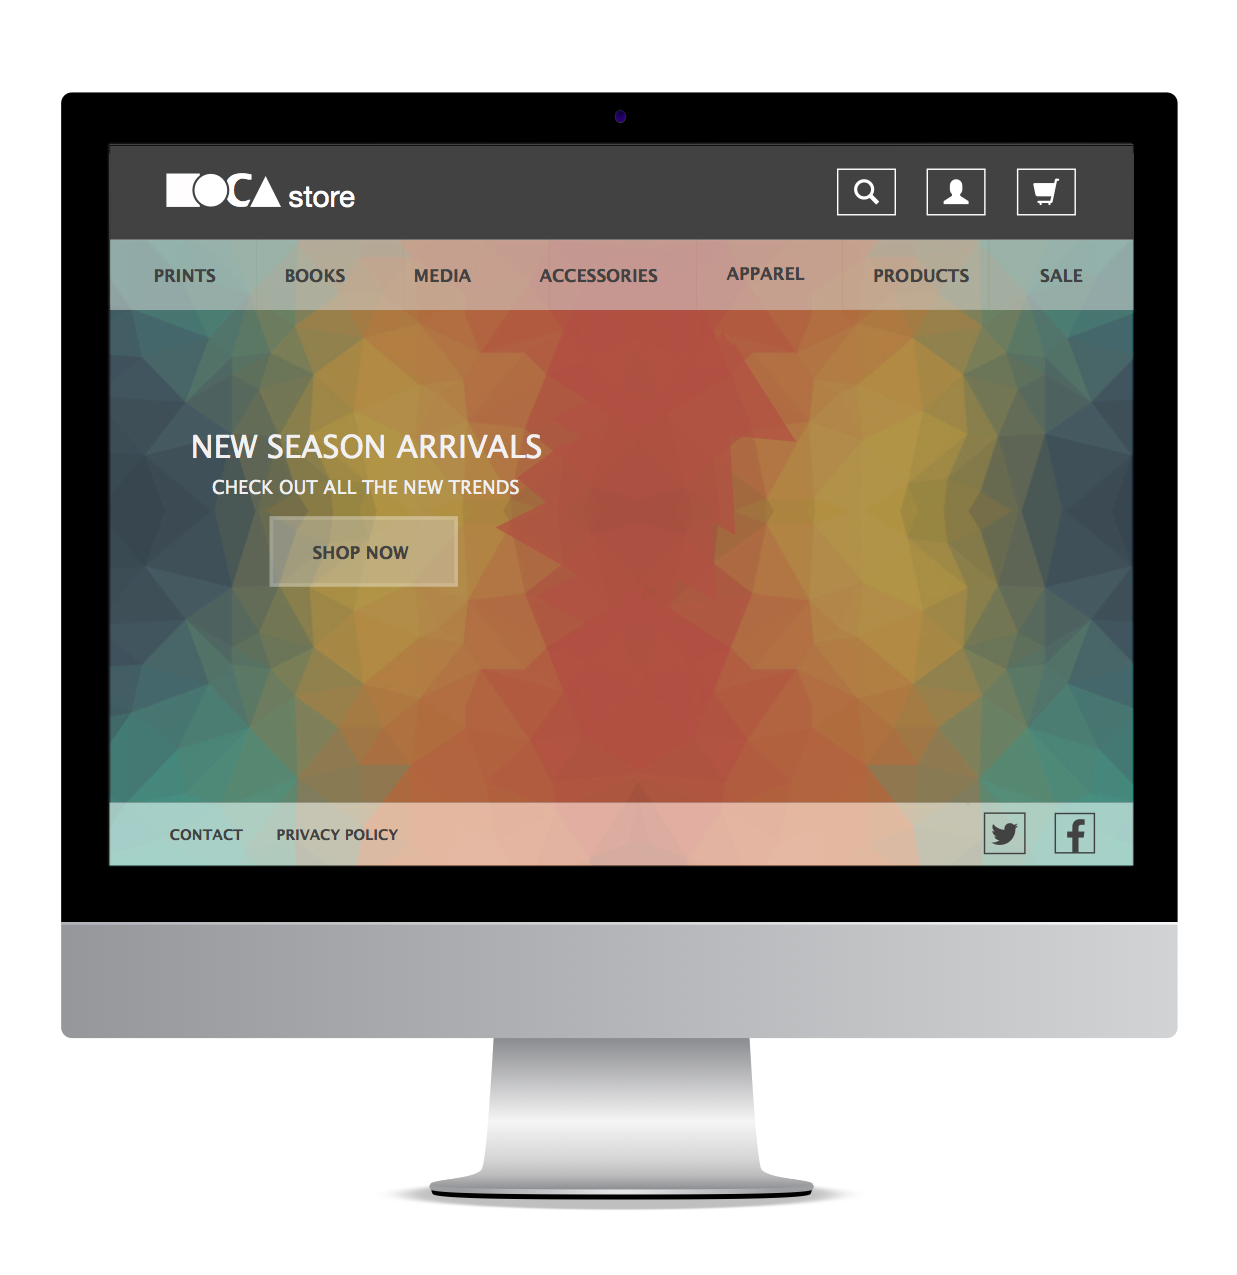 KOCA store
PRINTS BOOKS MEDIA ACCESSORIES APPAREL PRODUCTS SALE
NEW SEASON ARRIVALS
CHECK OUT ALL THE NEW TRENDS
SHOP NOW
CONTACT PRIVACY POLICY